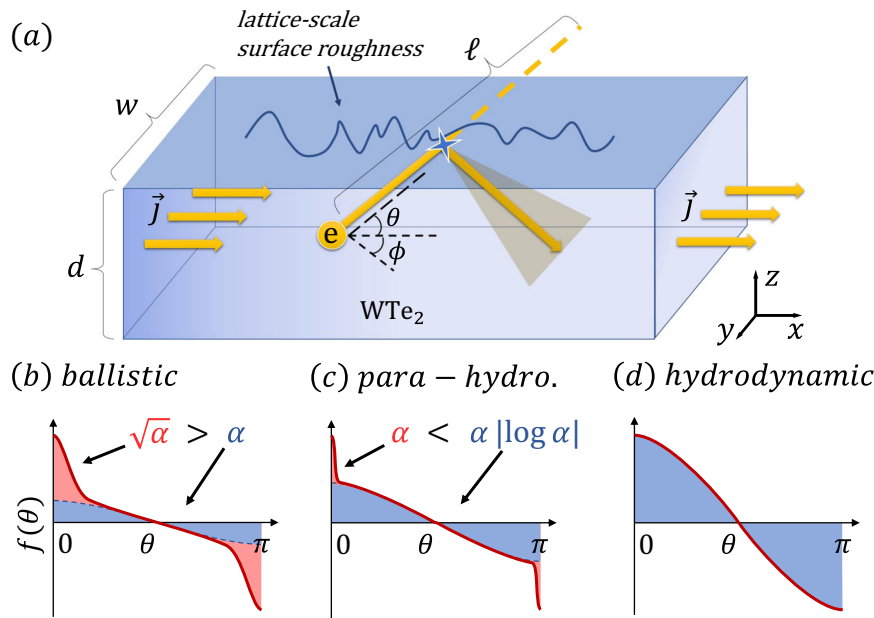 (a)
lattice-scale
surface roughness
ℓ
w
d
j⃗
e
θ
ϕ
j⃗
WTe₂
z
y
x
(b) ballistic
(c) para − hydro.
(d) hydrodynamic
√α > α
α < α |log α|
f(θ)
0 θ π
0 θ π
0 θ π